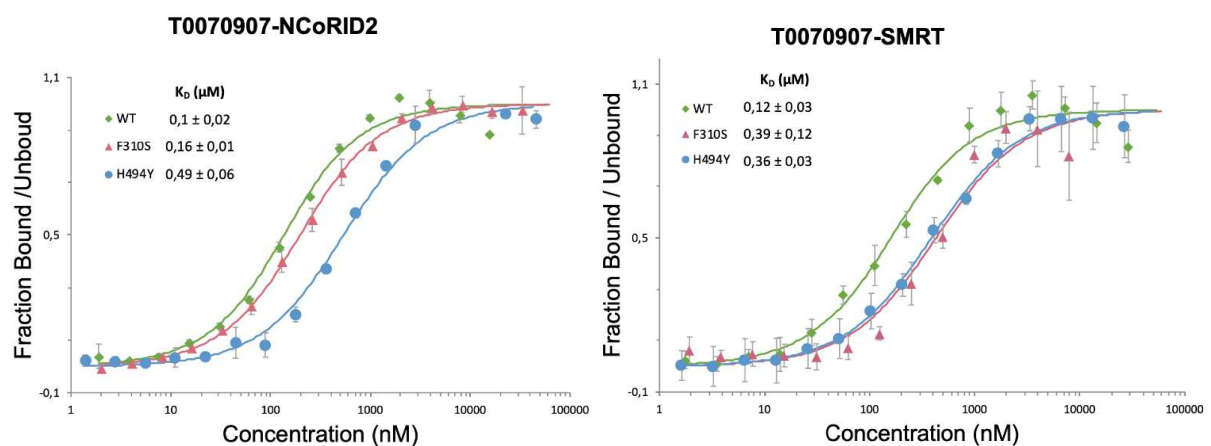 T0070907-NCoRID2
Fraction Bound /Unboud
1,1
0,5
-0,1
K_D (µM)
WT 0,1 ± 0,02
F310S 0,16 ± 0,01
H494Y 0,49 ± 0,06
1 10 100 1000 10000 100000
Concentration (nM)
T0070907-SMRT
Fraction Bound / Unbound
1,1
0,5
-0,1
K_D (µM)
WT 0,12 ± 0,03
F310S 0,39 ± 0,12
H494Y 0,36 ± 0,03
1 10 100 1000 10000 100000
Concentration (nM)